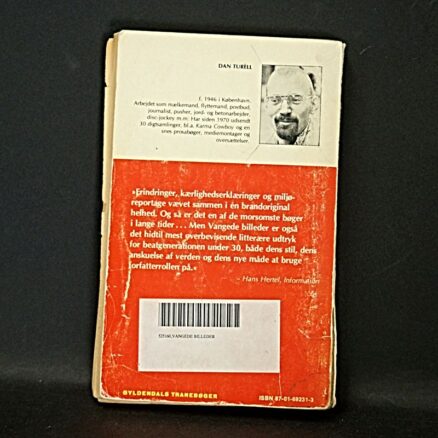 DAN TURÈLL
f. 1946 i København.
Arbejdet som mælkemand, flyttemand, postbud,
journalist, pusher, jord- og betonarbejder,
disc-jockey m.m. Har siden 1970 udsendt
30 digtsamlinger, bl.a. Karma Cowboy og en
snes prosabøger, mediemontager og
oversættelser.
»Erindringer, kærlighedserklæringer og miljø-
reportage vævet sammen i én brandoriginal
helhed. Og så er det en af de morsomste bøger
i lange tider . . . Men Vangede billeder er også
det hidtil mest overbevisende litterære udtryk
for beatgenerationen under 30, både dens stil, dens
anskuelse af verden og dens nye måde at bruge
forfatterrollen på.«
– Hans Hertel, Information
VANGEDE BILLEDER
GYLDENDALS TRANEBØGER
ISBN 87-01-68231-3